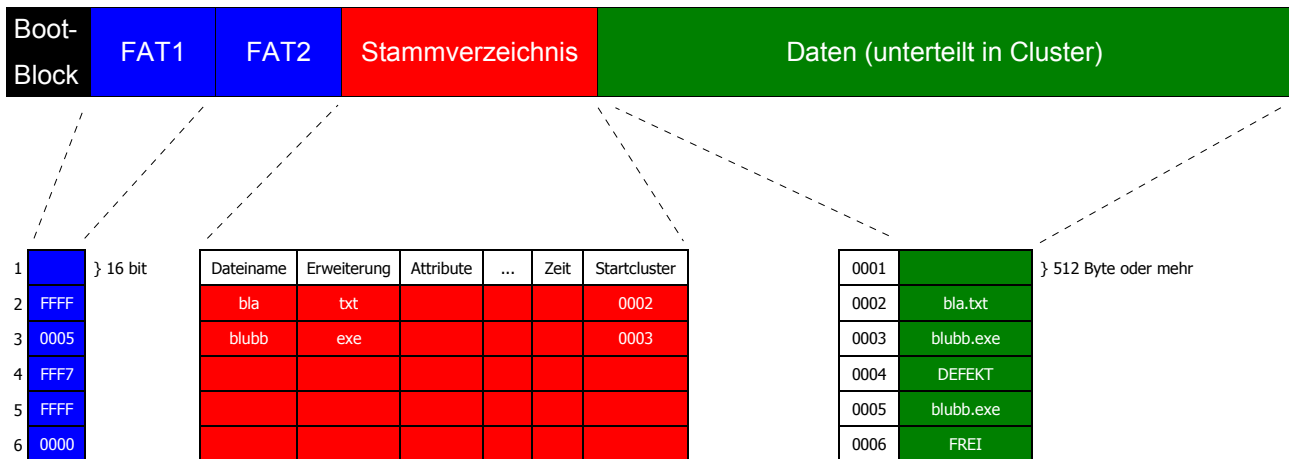 Boot-
Block
FAT1
FAT2
Stammverzeichnis
Daten (unterteilt in Cluster)
1
} 16 bit
2 FFFF
3 0005
4 FFF7
5 FFFF
6 0000
Dateiname Erweiterung Attribute ... Zeit Startcluster
bla txt 0002
blubb exe 0003
0001
} 512 Byte oder mehr
0002 bla.txt
0003 blubb.exe
0004 DEFEKT
0005 blubb.exe
0006 FREI